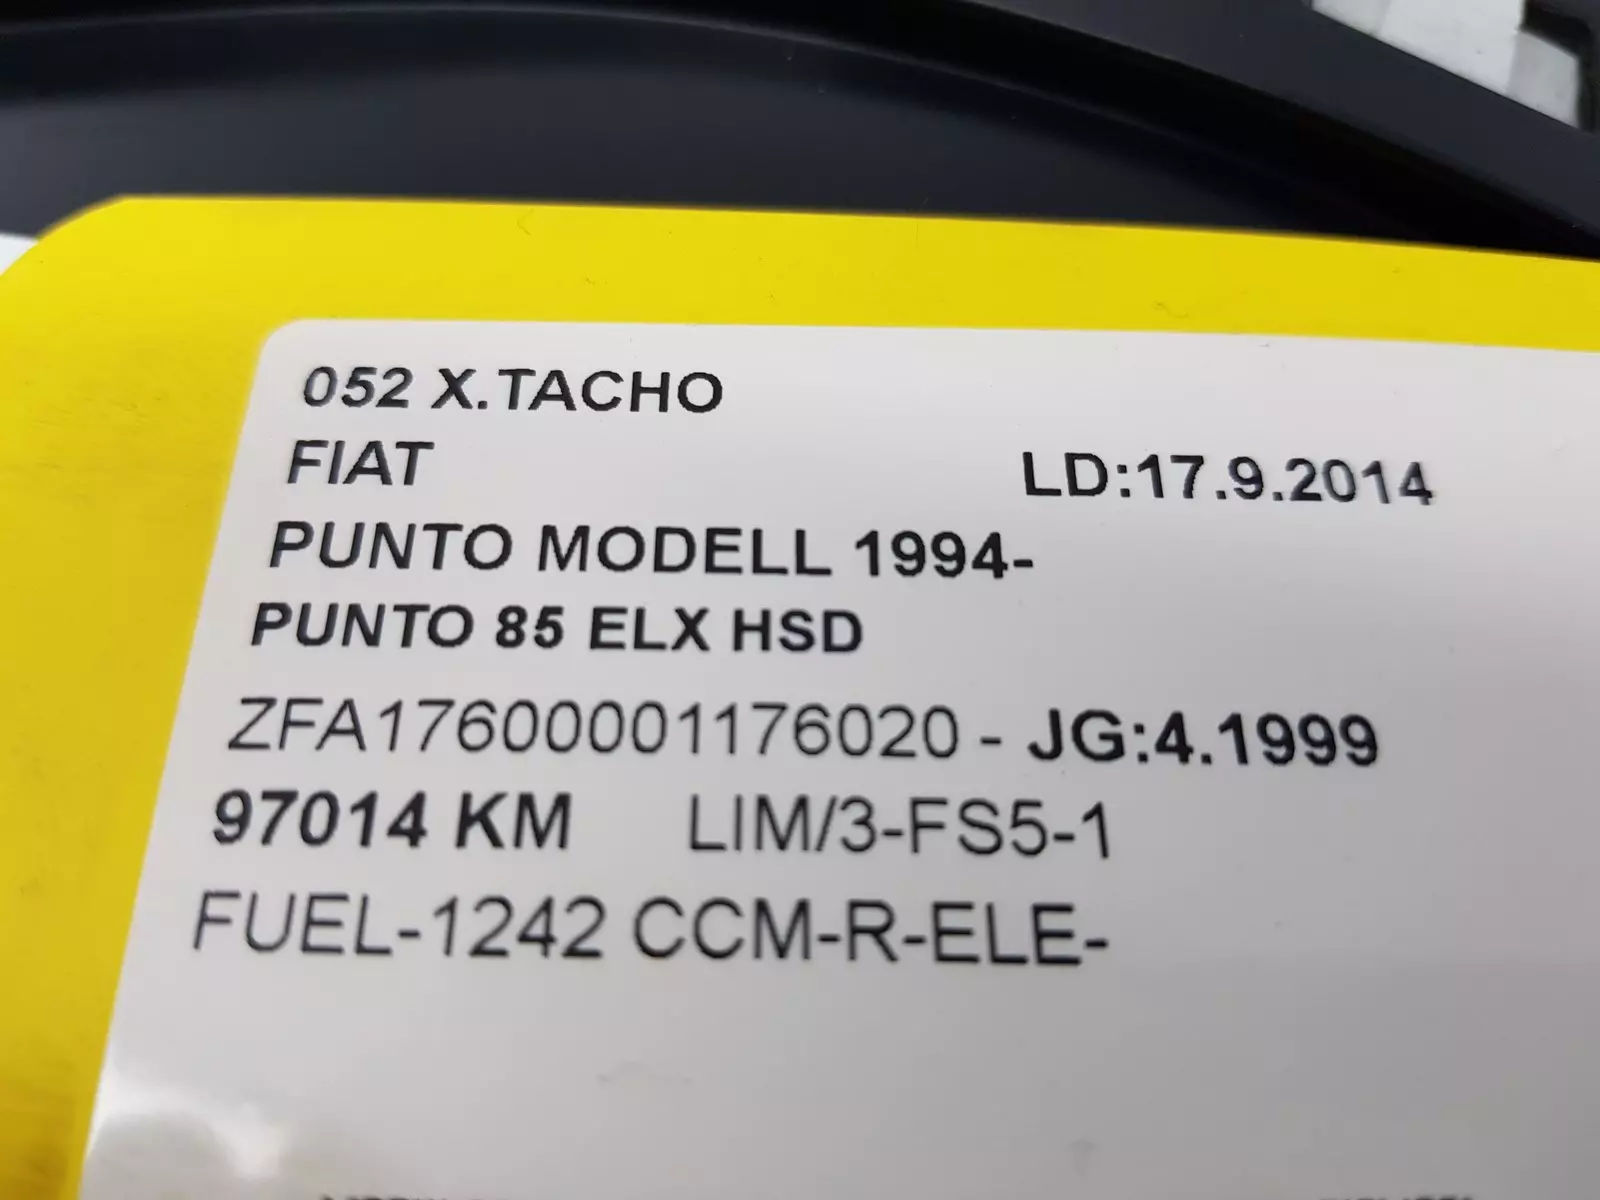 052 X.TACHO
FIAT LD:17.9.2014
PUNTO MODELL 1994-
PUNTO 85 ELX HSD
ZFA17600001176020 - JG:4.1999
97014 KM LIM/3-FS5-1
FUEL-1242 CCM-R-ELE-